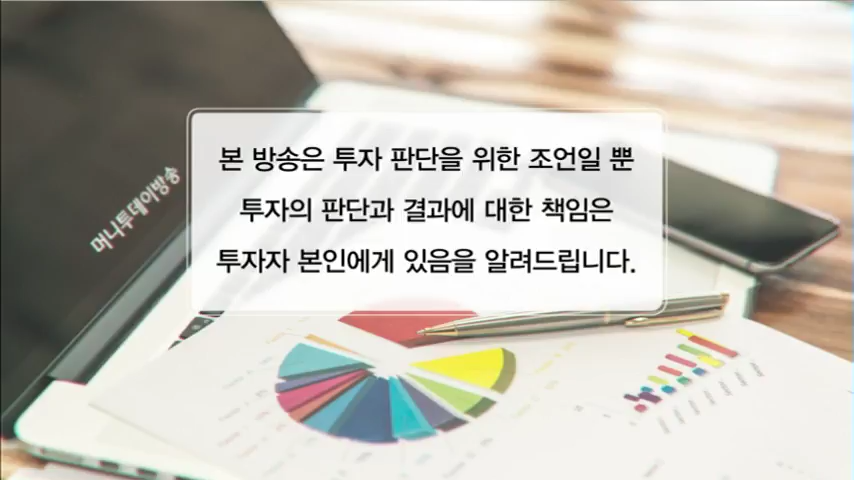 본 방송은 투자 판단을 위한 조언일 뿐
투자의 판단과 결과에 대한 책임은
투자자 본인에게 있음을 알려드립니다.
머니투데이방송